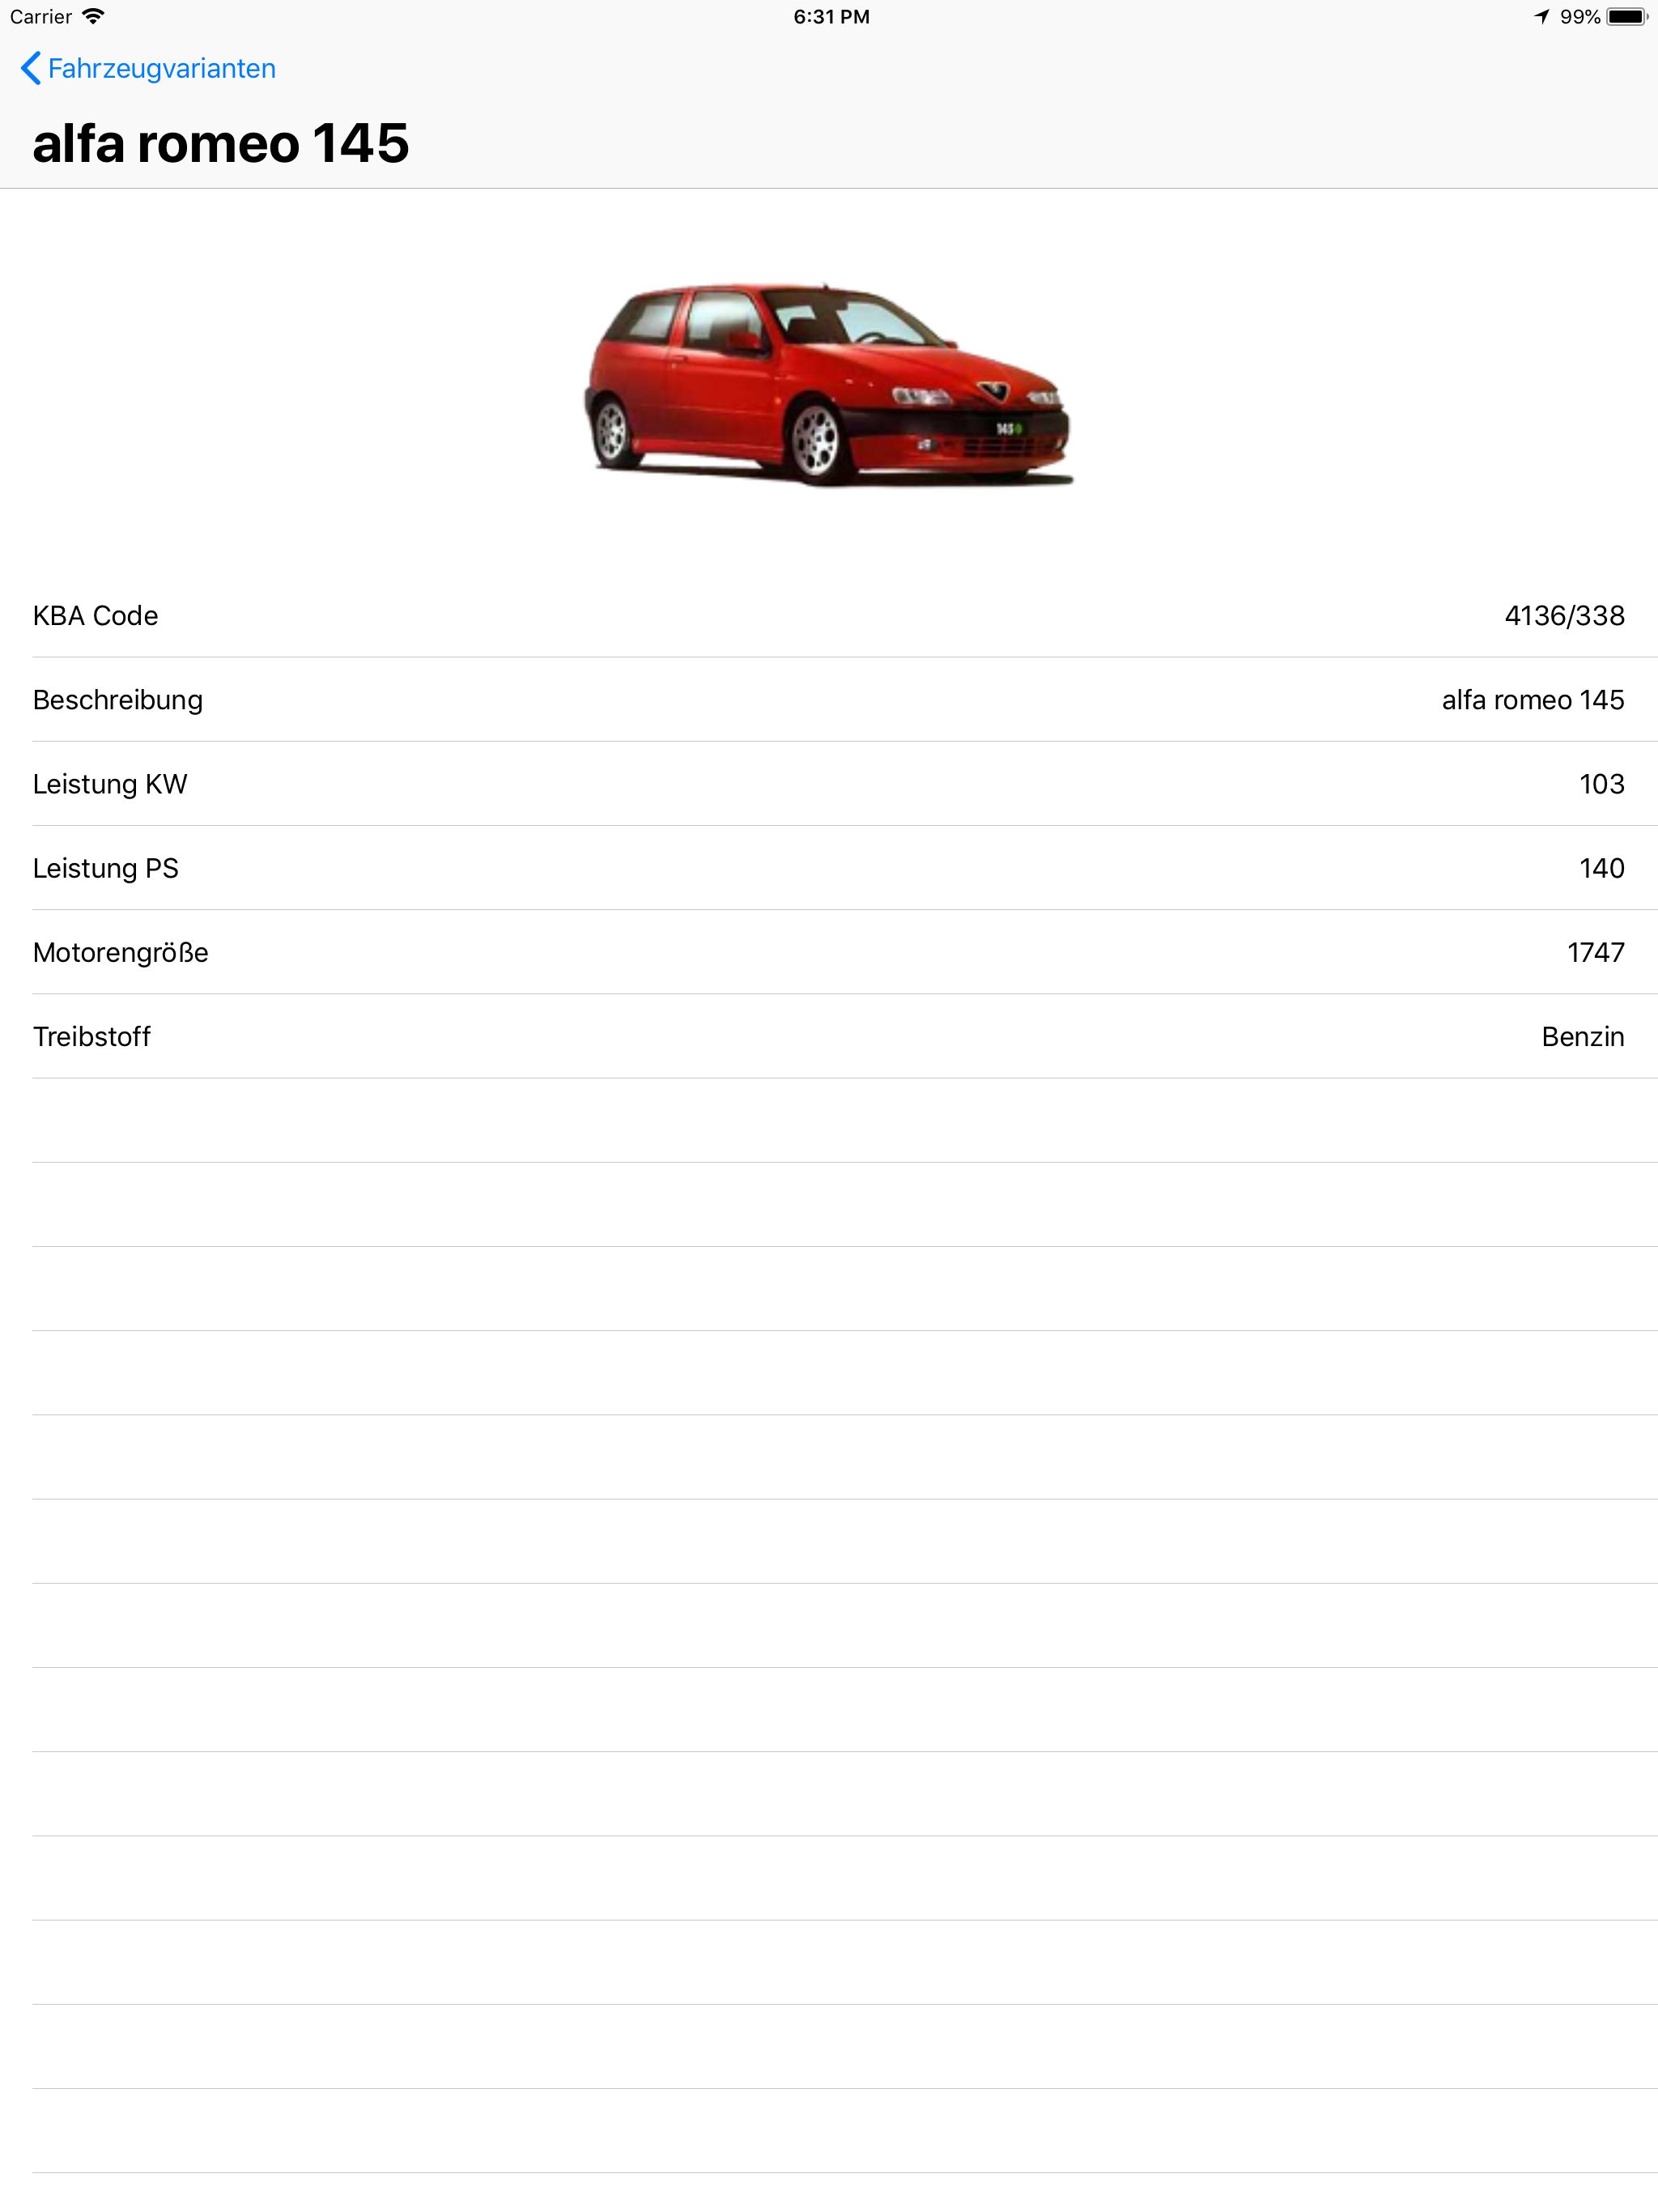 Carrier 6:31 PM 99%
Fahrzeugvarianten
alfa romeo 145
145
KBA Code 4136/338
Beschreibung alfa romeo 145
Leistung KW 103
Leistung PS 140
Motorengröße 1747
Treibstoff Benzin